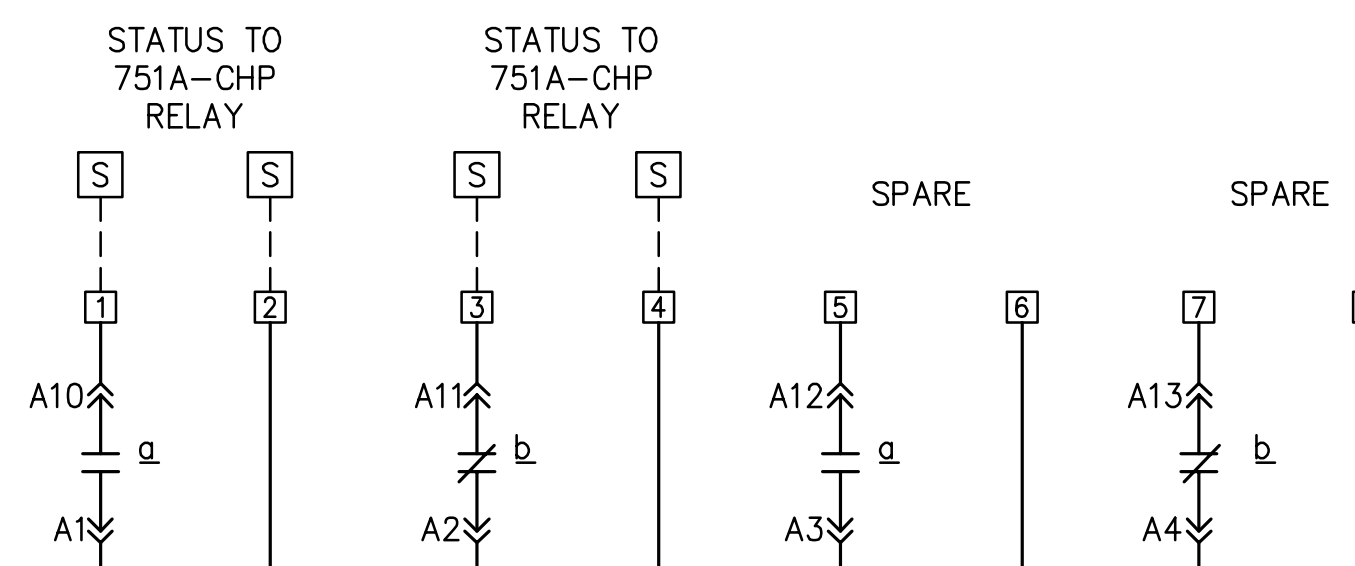 STATUS TO
751A-CHP
RELAY
STATUS TO
751A-CHP
RELAY
S
S
S
S
SPARE
SPARE
1
2
3
4
5
6
7
A10
A11
A12
A13
a
b
a
b
A1
A2
A3
A4